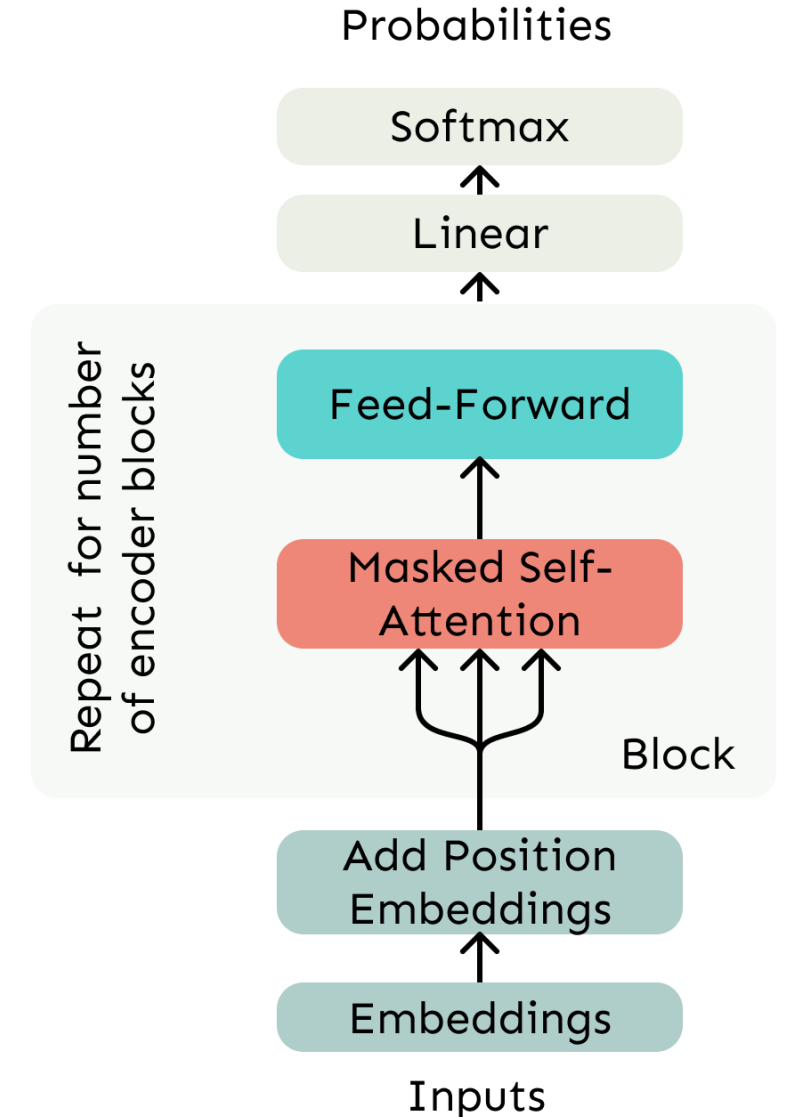 Probabilities
Softmax
Linear
Repeat for number
of encoder blocks
Feed-Forward
Masked Self-
Attention
Block
Add Position
Embeddings
Embeddings
Inputs